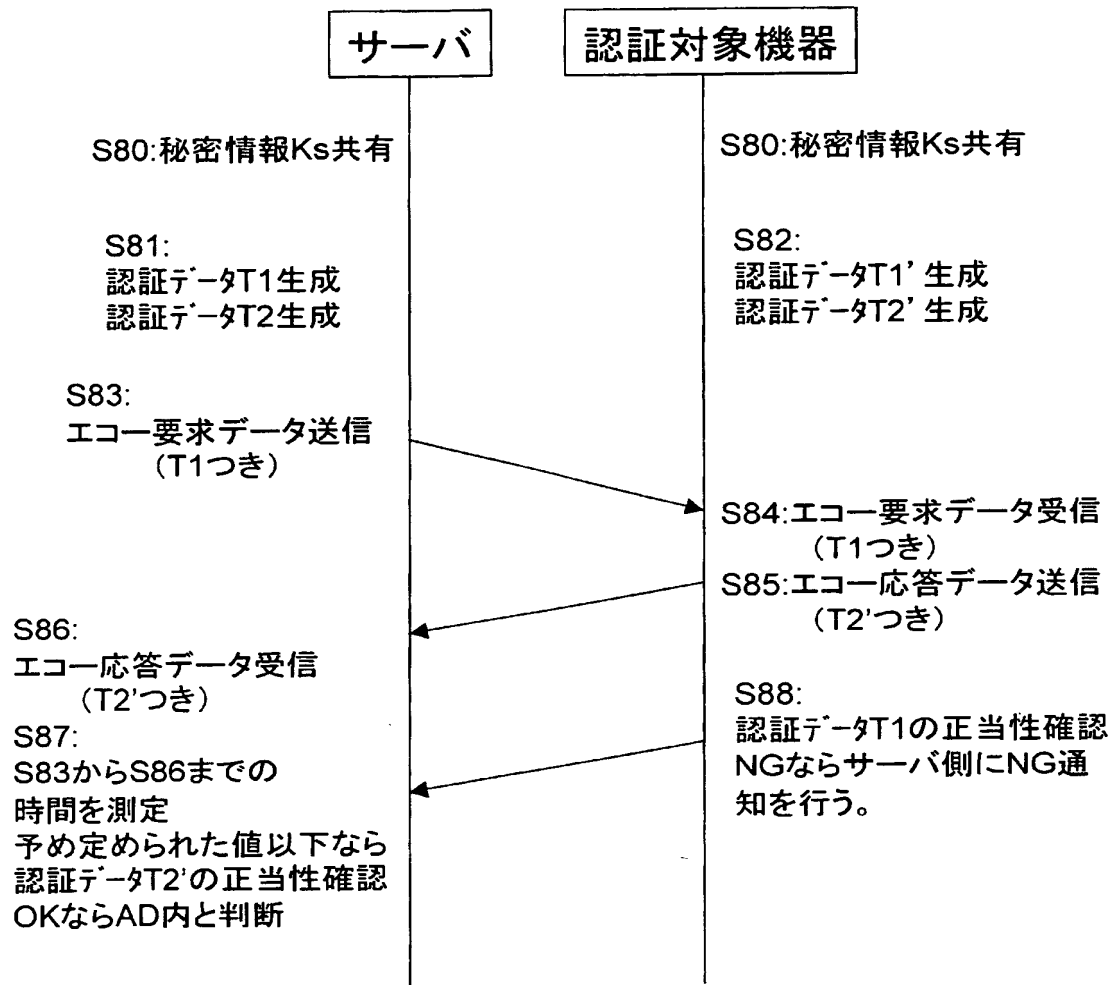 サーバ
認証対象機器
S80:秘密情報Ks共有
S80:秘密情報Ks共有
S81:
認証データT1生成
認証データT2生成
S82:
認証データT1’生成
認証データT2’生成
S83:
エコー要求データ送信
(T1つき)
S84:エコー要求データ受信
(T1つき)
S85:エコー応答データ送信
(T2'つき)
S86:
エコー応答データ受信
(T2'つき)
S87:
S83からS86までの
時間を測定
予め定められた値以下なら
認証データT2'の正当性確認
OKならAD内と判断
S88:
認証データT1の正当性確認
NGならサーバ側にNG通
知を行う。